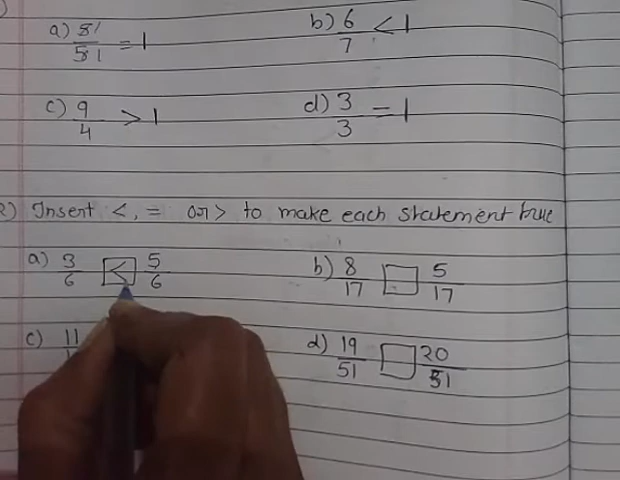 a) 51/51 = 1 b) 6/7 < 1
c) 9/4 > 1 d) 3/3 = 1
2) Insert <, = or > to make each statement true
a) 3/6 < 5/6 b) 8/17 □ 5/17
c) 11 d) 19/51 □ 20/51